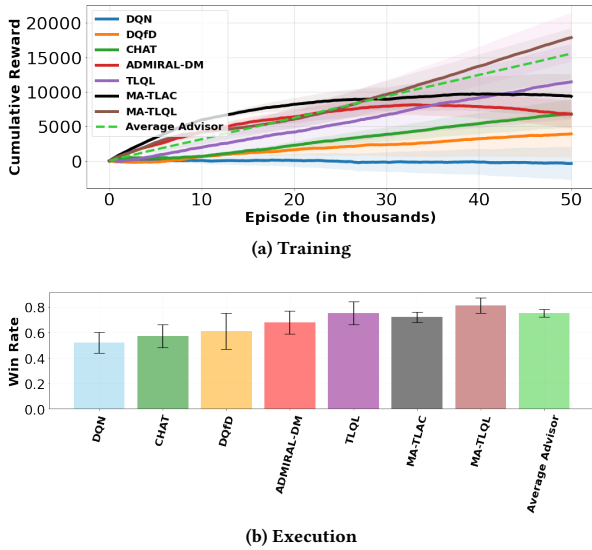 20000
15000
10000
5000
0
Cumulative Reward
DQN
DQfD
CHAT
ADMIRAL-DM
TLQL
MA-TLAC
MA-TLQL
Average Advisor
0 10 20 30 40 50
Episode (in thousands)
(a) Training
0.8
0.6
0.4
0.2
0.0
Win Rate
DQN CHAT DQfD ADMIRAL-DM TLQL MA-TLAC MA-TLQL Average Advisor
(b) Execution